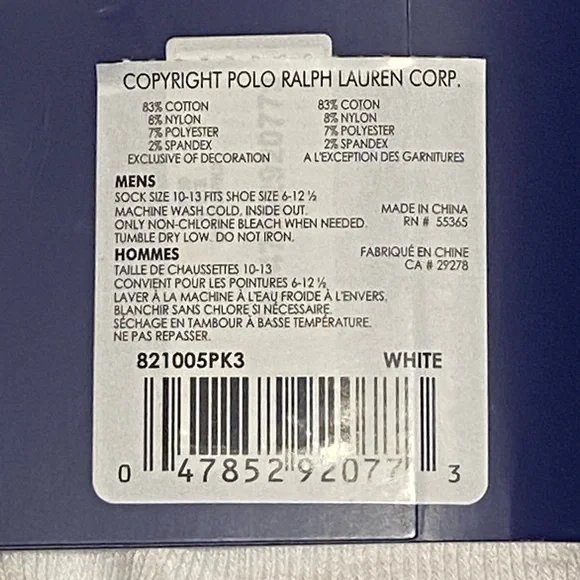 COPYRIGHT POLO RALPH LAUREN CORP.
83% COTTON
8% NYLON
7% POLYESTER
2% SPANDEX
EXCLUSIVE OF DECORATION
83% COTON
8% NYLON
7% POLYESTER
2% SPANDEX
A L'EXCEPTION DES GARNITURES
MENS
SOCK SIZE 10-13 FITS SHOE SIZE 6-12 ½
MACHINE WASH COLD, INSIDE OUT.
ONLY NON-CHLORINE BLEACH WHEN NEEDED.
TUMBLE DRY LOW. DO NOT IRON.
MADE IN CHINA
RN # 55365
HOMMES
TAILLE DE CHAUSSETTES 10-13
CONVIENT POUR LES POINTURES 6-12 ½
LAVER À LA MACHINE À L'EAU FROIDE À L'ENVERS.
BLANCHIR SANS CHLORE SI NÉCESSAIRE.
SÉCHAGE EN TAMBOUR À BASSE TEMPÉRATURE.
NE PAS REPASSER.
FABRIQUÉ EN CHINE
CA # 29278
821005PK3 WHITE
0 47852 92077 3